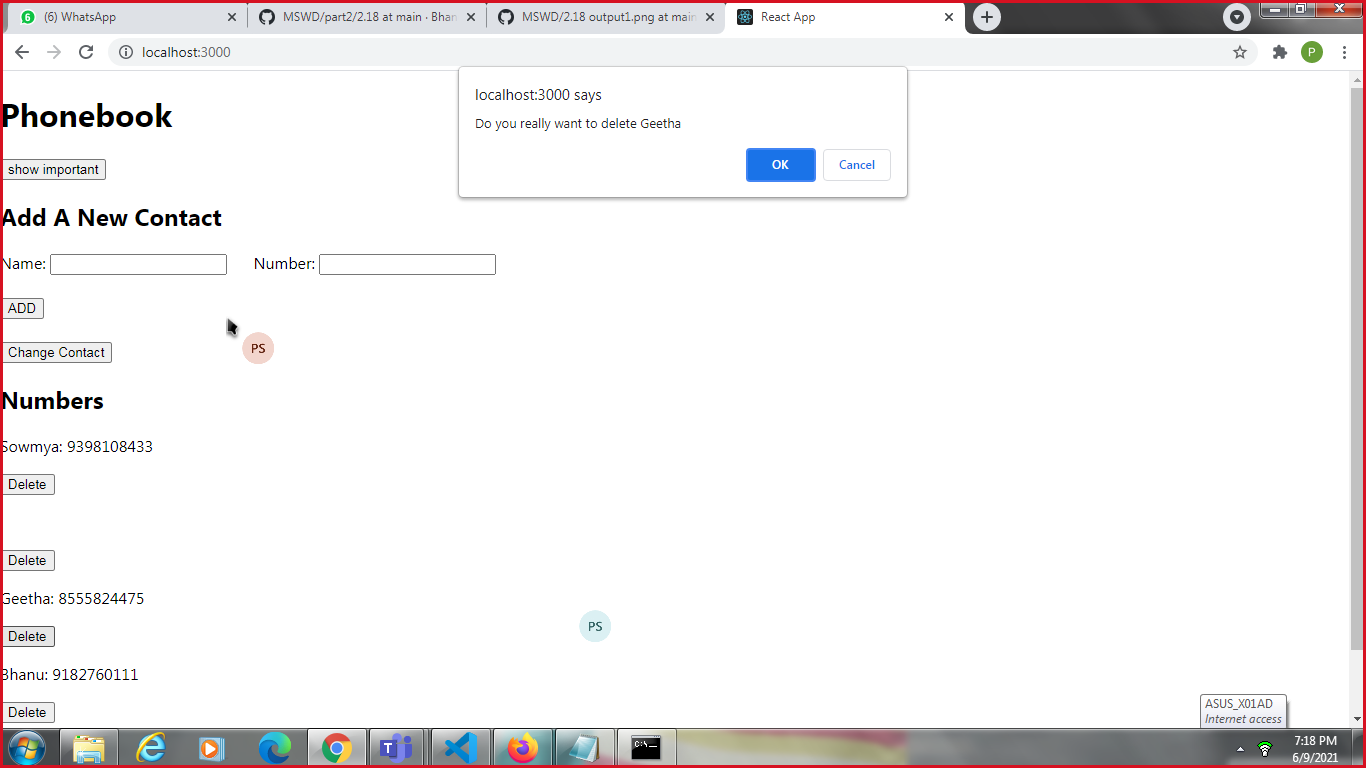 6 (6) WhatsApp
MSWD/part2/2.18 at main · Bhan
MSWD/2.18 output1.png at main
React App
localhost:3000
P
localhost:3000 says
Do you really want to delete Geetha
OK Cancel
Phonebook
show important
Add A New Contact
Name: Number:
ADD
Change Contact
PS
Numbers
Sowmya: 9398108433
Delete
Delete
Geetha: 8555824475
PS
Delete
Bhanu: 9182760111
Delete
ASUS_X01AD
Internet access
C:\_
7:18 PM
6/9/2021